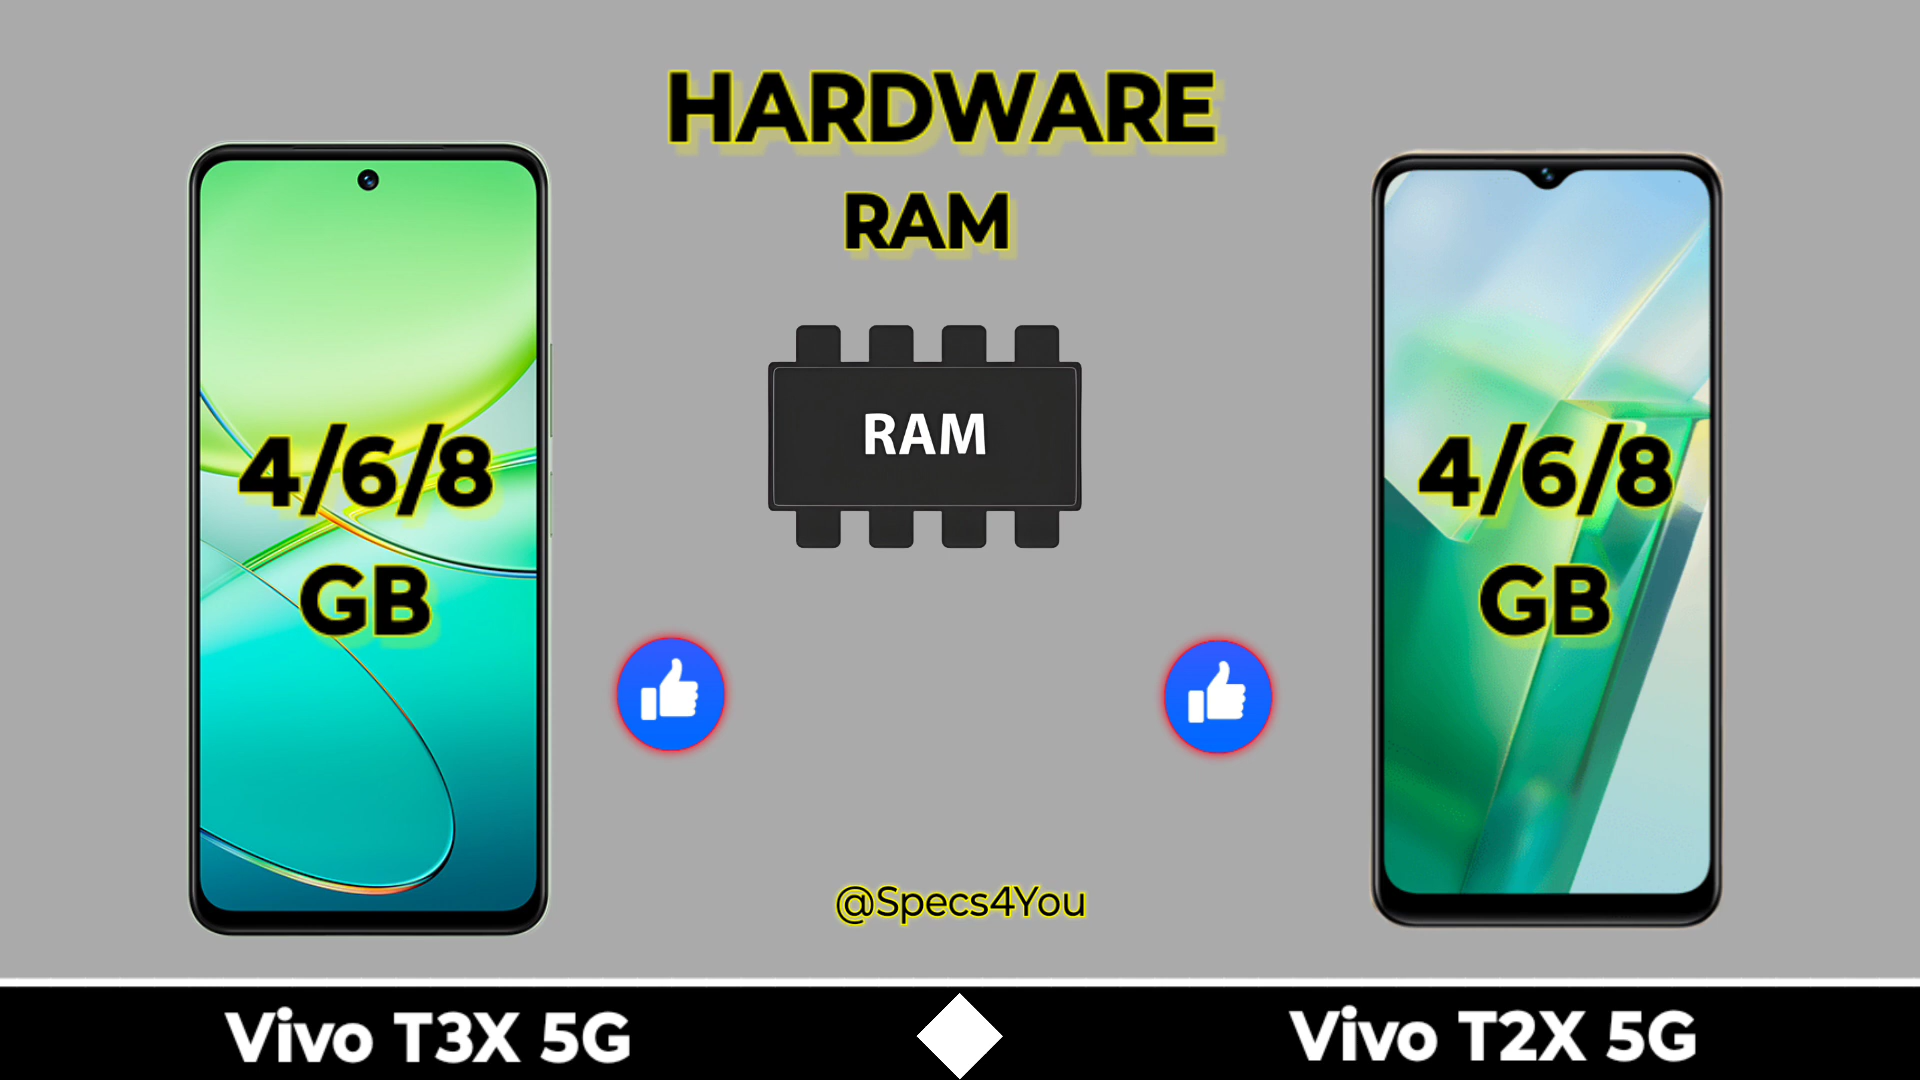 HARDWARE
RAM
RAM
4/6/8
GB
4/6/8
GB
@Specs4You
Vivo T3X 5G
Vivo T2X 5G